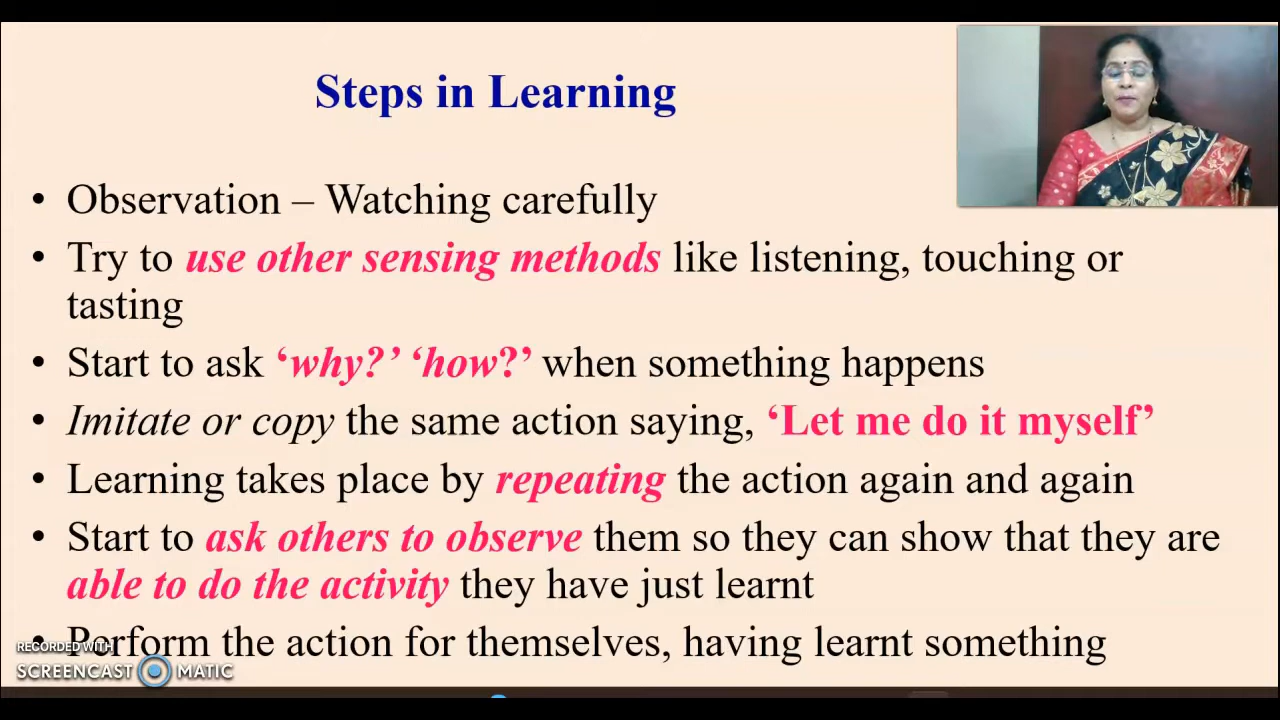 Steps in Learning
• Observation – Watching carefully
• Try to use other sensing methods like listening, touching or
tasting
• Start to ask ‘why?’ ‘how?’ when something happens
• Imitate or copy the same action saying, ‘Let me do it myself’
• Learning takes place by repeating the action again and again
• Start to ask others to observe them so they can show that they are
able to do the activity they have just learnt
• Perform the action for themselves, having learnt something
RECORDED WITH
SCREENCAST MATIC